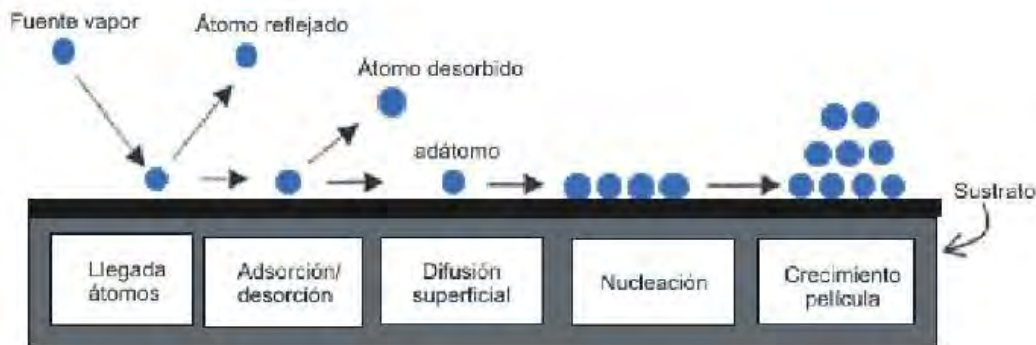 Fuente vapor
Átomo reflejado
Átomo desorbido
adátomo
Sustrato
Llegada
átomos
Adsorción/
desorción
Difusión
superficial
Nucleación
Crecimiento
película